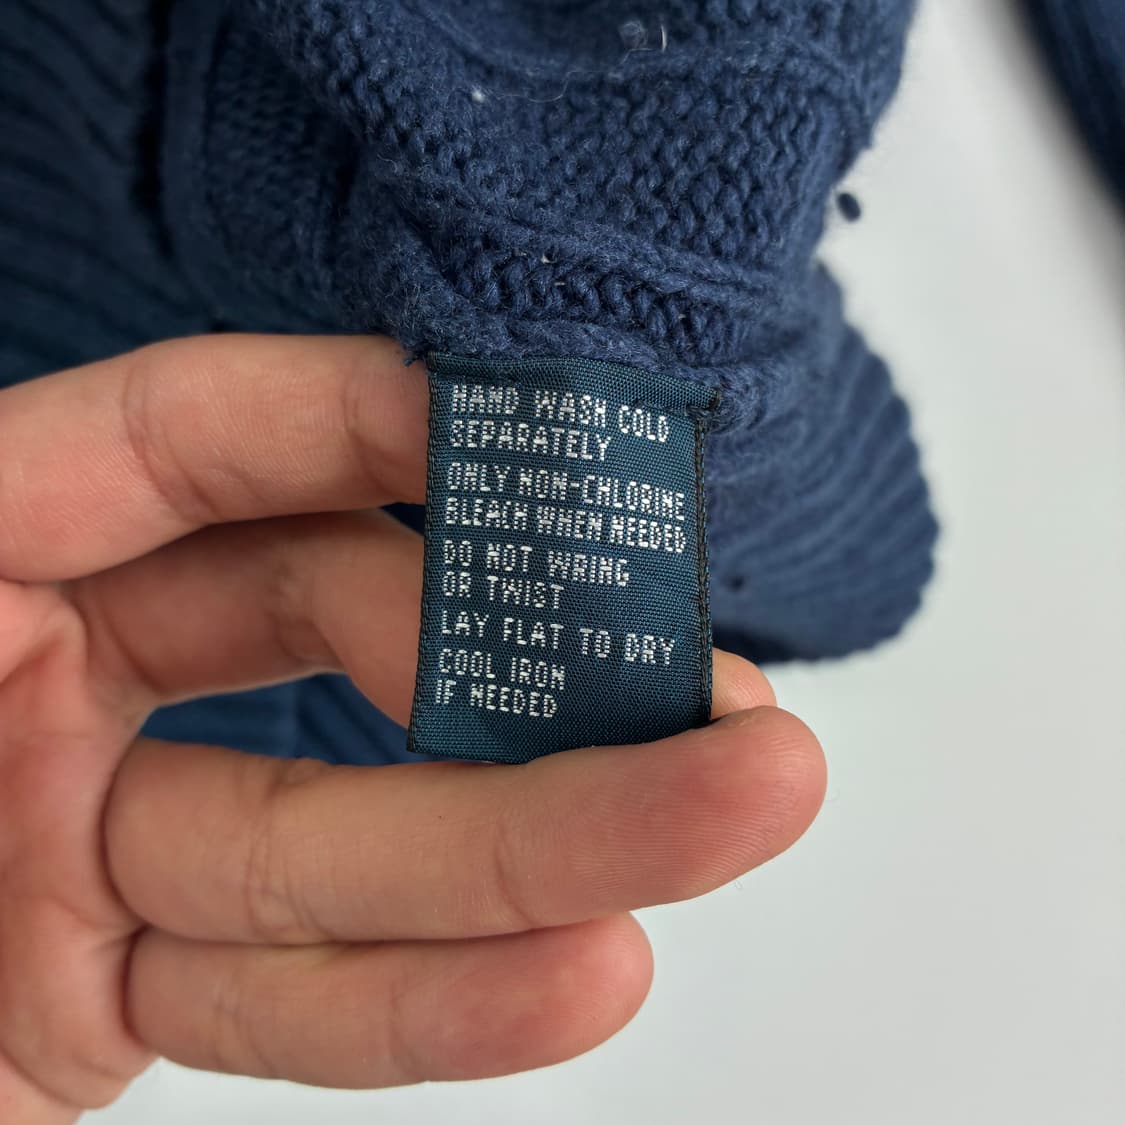 HAND WASH COLD
SEPARATELY
ONLY NON-CHLORINE
BLEACH WHEN NEEDED
DO NOT WRING
OR TWIST
LAY FLAT TO DRY
COOL IRON
IF NEEDED